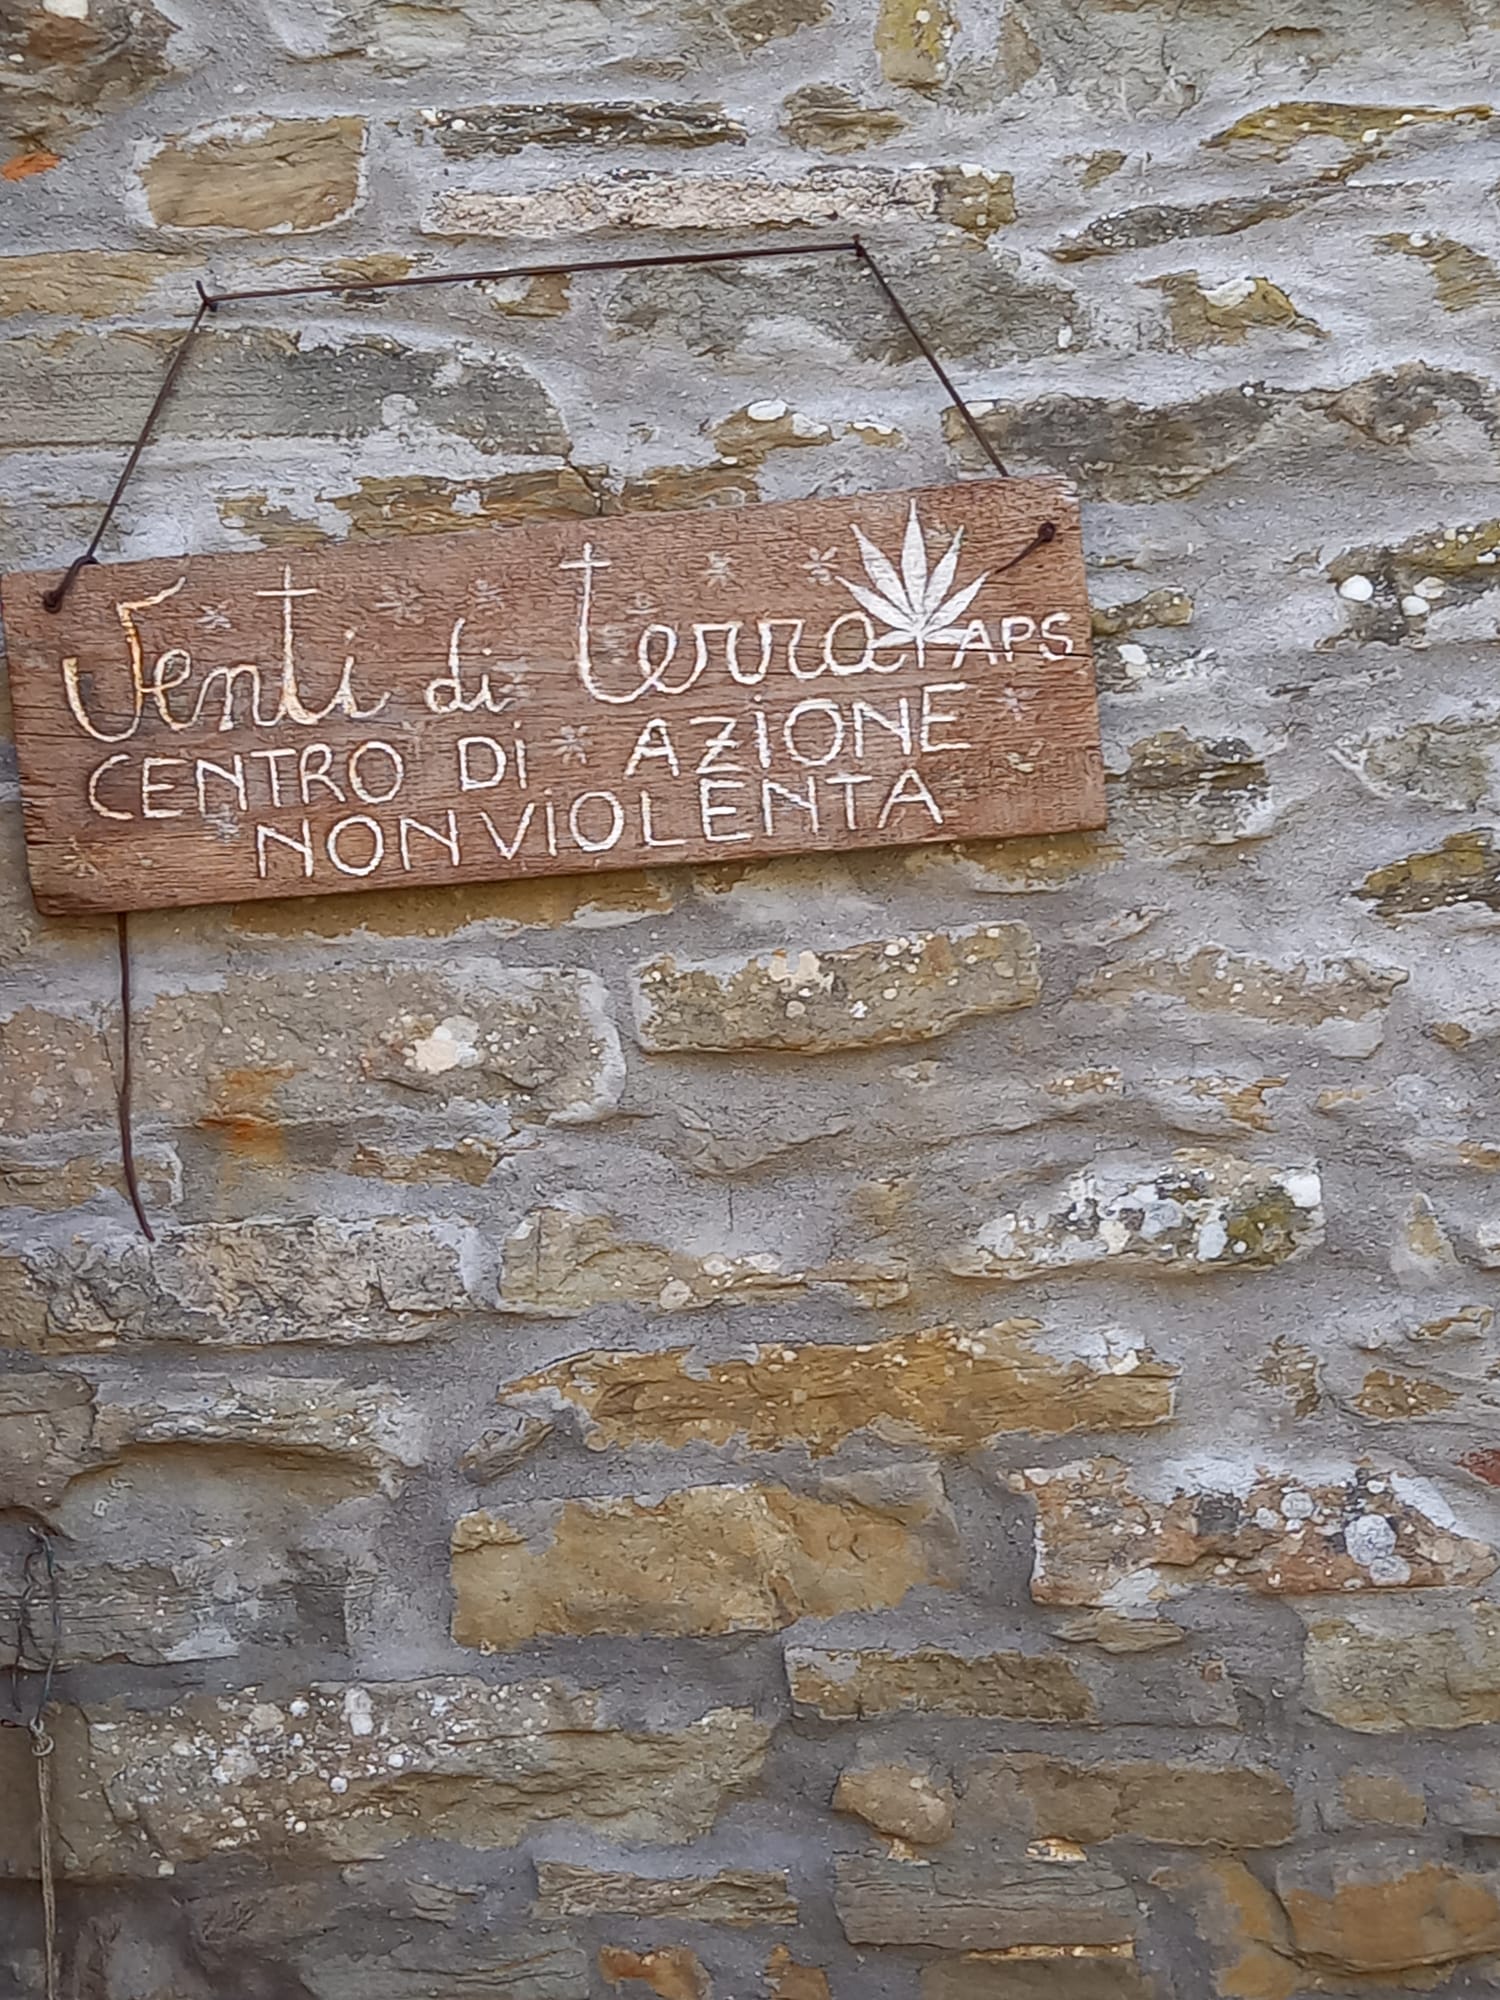 Venti di terra APS
CENTRO Di AZiONE
NONViOLENTA